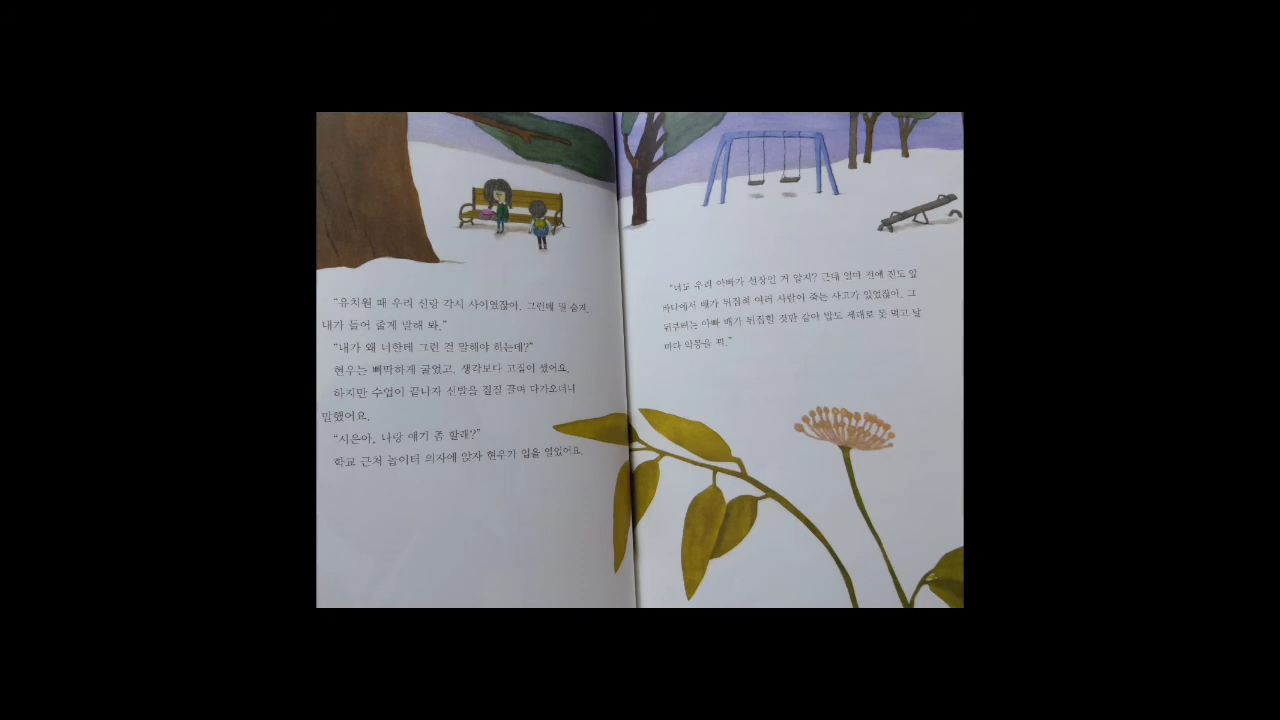 "유치원 때 우리 신랑 각시 사이였잖아. 그런데 뭘 숨겨.
내가 들어 줄게 말해 봐."
"내가 왜 너한테 그런 걸 말해야 하는데?"
현우는 삐딱하게 굴었고, 생각보다 고집이 셌어요.
하지만 수업이 끝나자 신발을 질질 끌며 다가오더니
말했어요.
"시은아, 나랑 얘기 좀 할래?"
학교 근처 놀이터 의자에 앉자 현우가 입을 열었어요.
"너도 우리 아빠가 선장인 거 알지? 근데 얼마 전에 진도 앞
바다에서 배가 뒤집혀 여러 사람이 죽는 사고가 있었잖아. 그
뒤부터는 아빠 배가 뒤집힐 것만 같아 밥도 제대로 못 먹고 날
마다 악몽을 꿔."